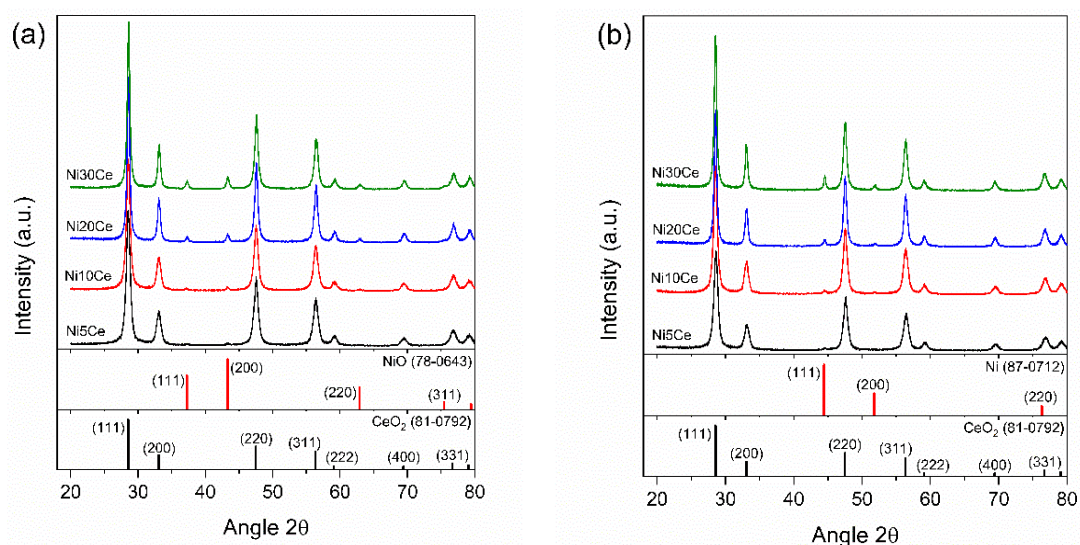 (a)
Intensity (a.u.)
Ni30Ce
Ni20Ce
Ni10Ce
Ni5Ce
NiO (78-0643)
(111)
(200)
(220)
(311)
CeO₂ (81-0792)
(111)
(200)
(220)
(311)
(222)
(400)
(331)
20 30 40 50 60 70 80
Angle 2θ
(b)
Intensity (a.u.)
Ni30Ce
Ni20Ce
Ni10Ce
Ni5Ce
Ni (87-0712)
(111)
(200)
(220)
CeO₂ (81-0792)
(111)
(200)
(220)
(311)
(222)
(400)
(331)
20 30 40 50 60 70 80
Angle 2θ